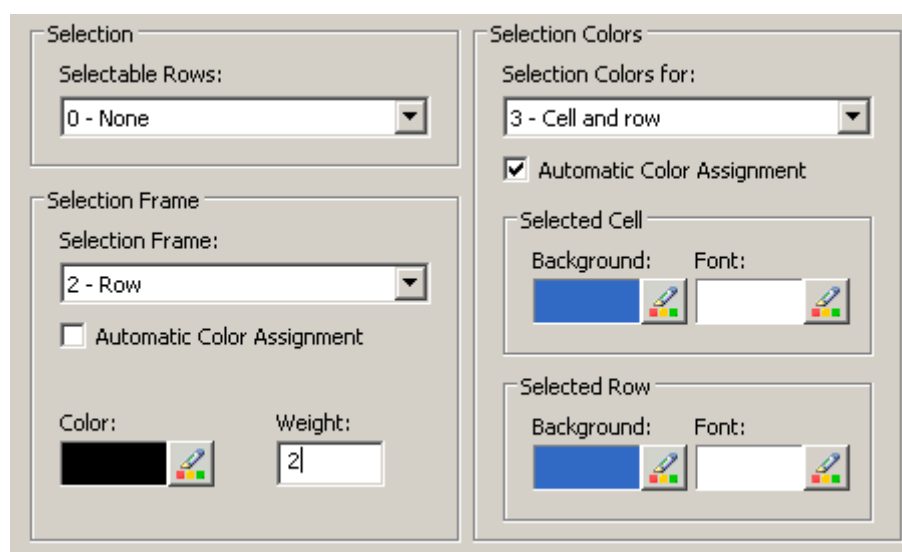 Selection
Selectable Rows:
0 - None
Selection Frame
Selection Frame:
2 - Row
Automatic Color Assignment
Color:
Weight:
2
Selection Colors
Selection Colors for:
3 - Cell and row
Automatic Color Assignment
Selected Cell
Background: Font:
Selected Row
Background: Font: